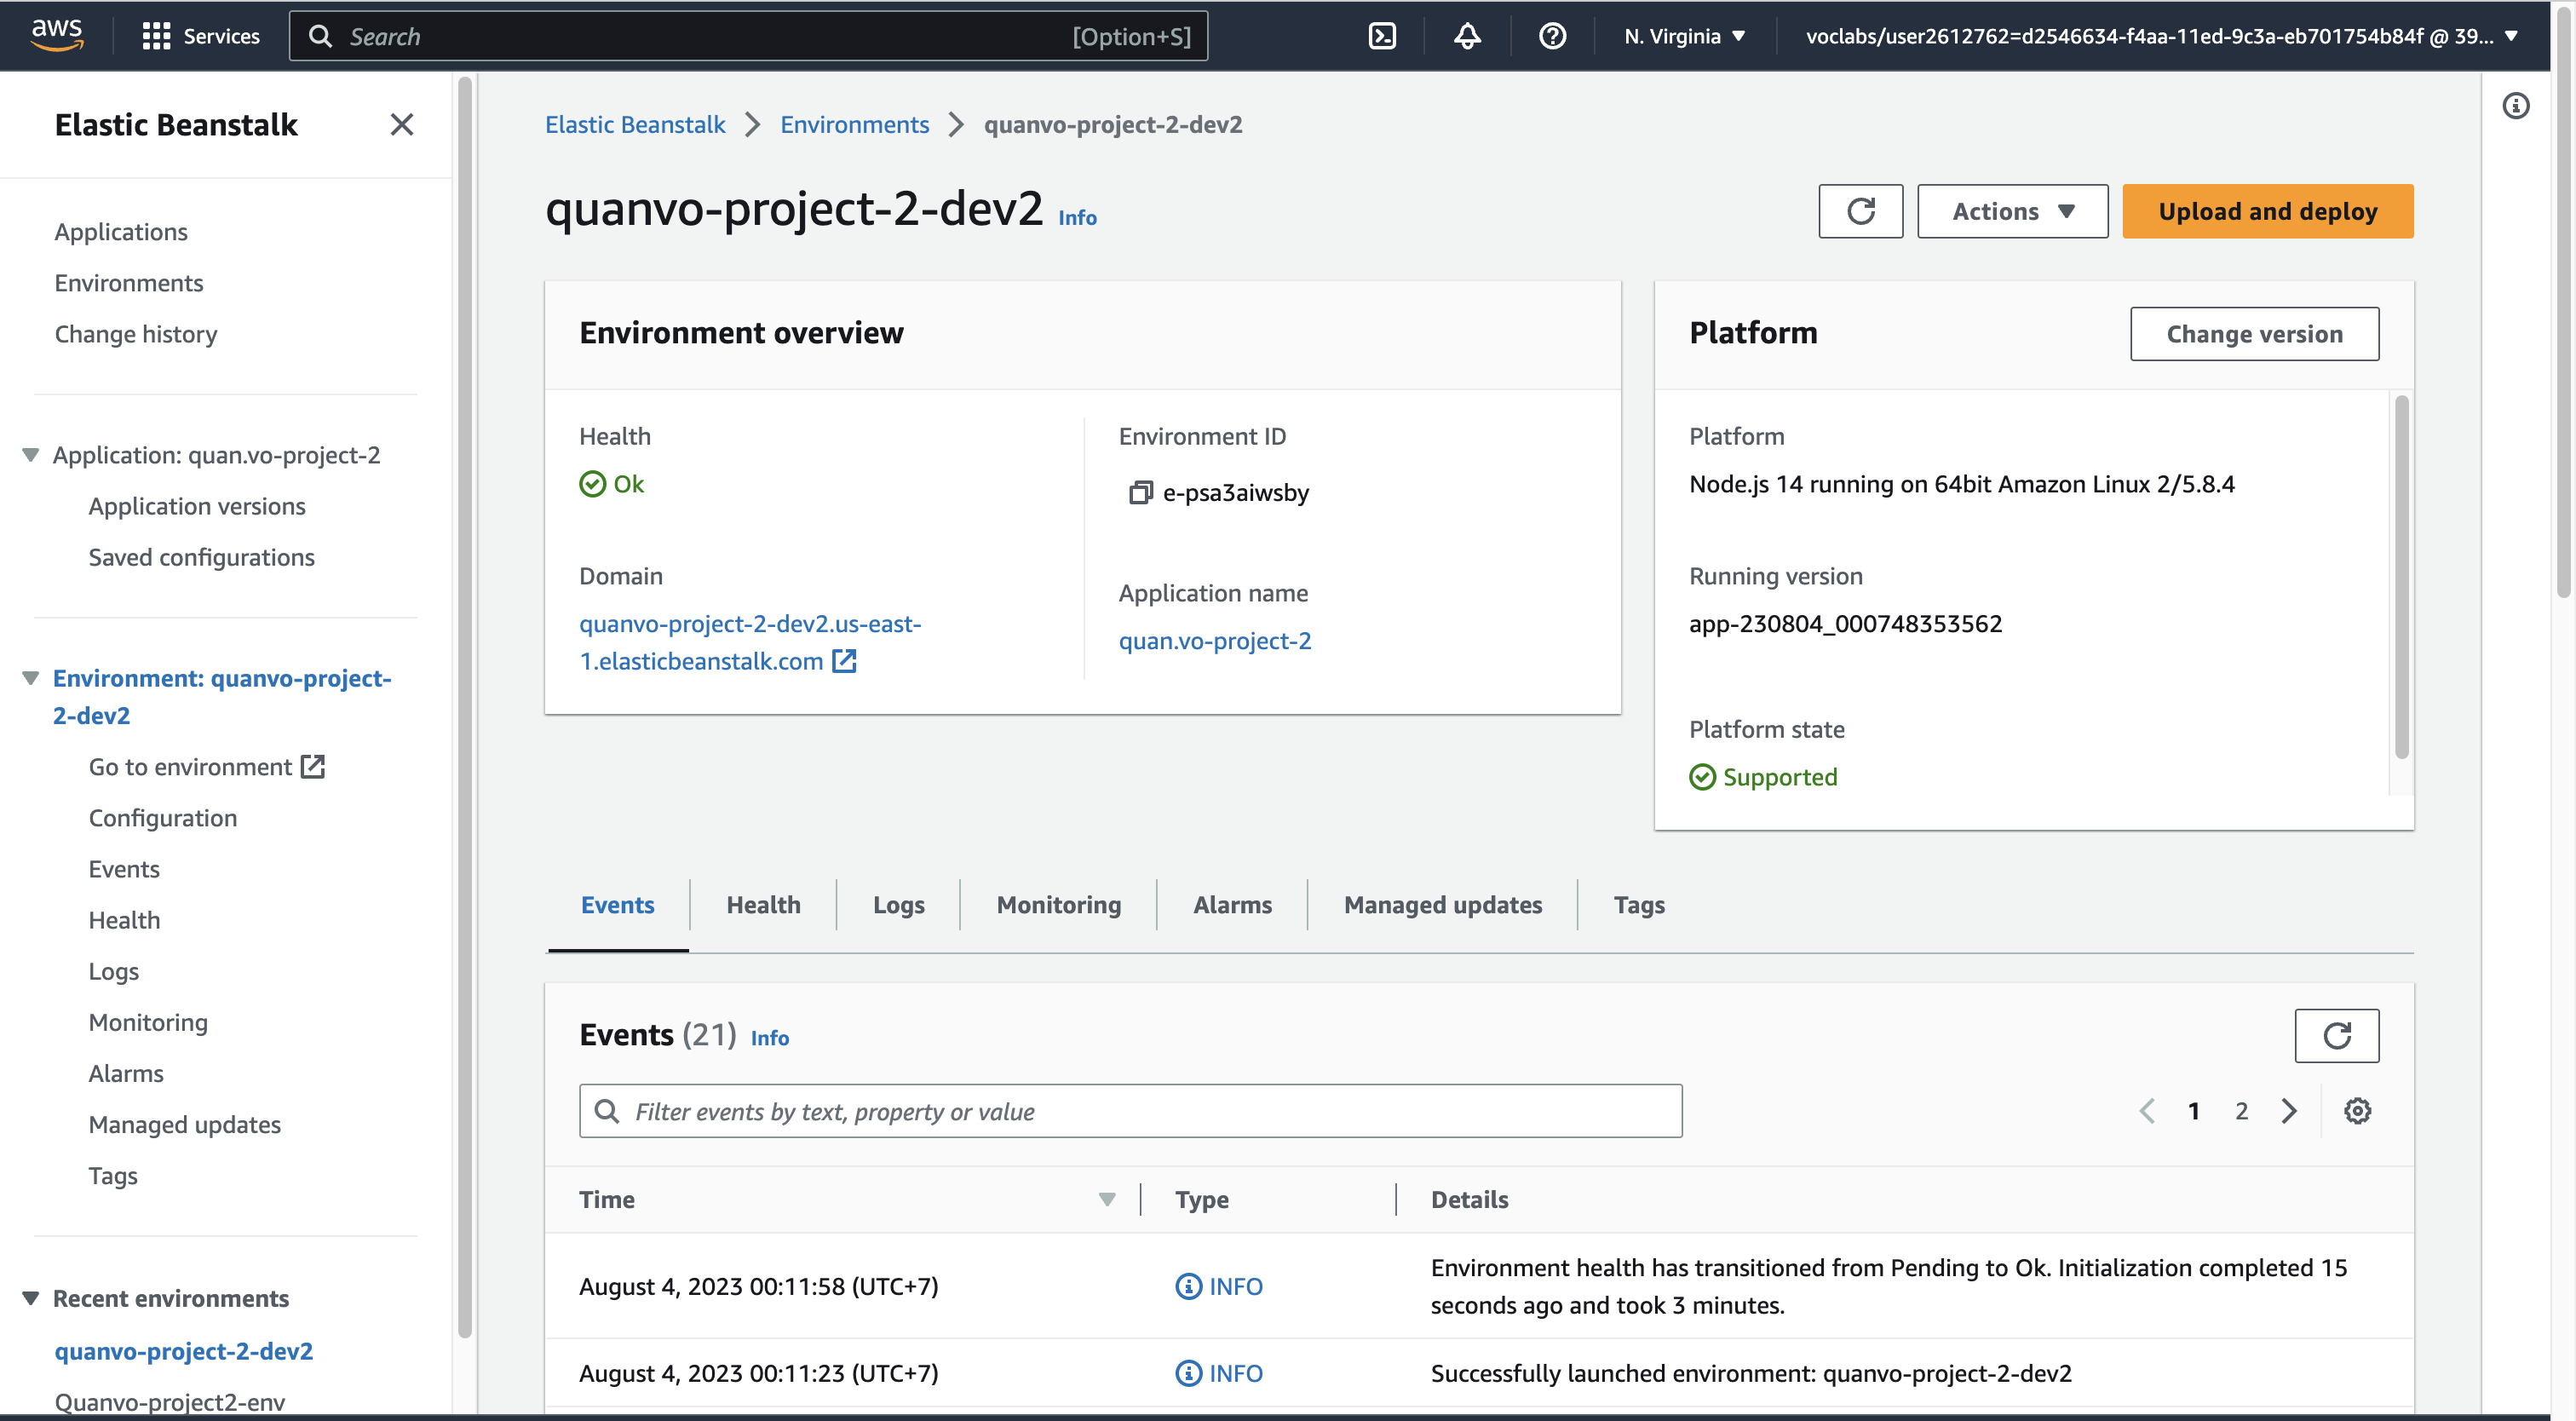 aws
Services
Search
[Option+S]
N. Virginia
voclabs/user2612762=d2546634-f4aa-11ed-9c3a-eb701754b84f @ 39...
Elastic Beanstalk
Applications
Environments
Change history
Application: quan.vo-project-2
Application versions
Saved configurations
Environment: quanvo-project-
2-dev2
Go to environment
Configuration
Events
Health
Logs
Monitoring
Alarms
Managed updates
Tags
Recent environments
quanvo-project-2-dev2
Quanvo-project2-env
Elastic Beanstalk
Environments
quanvo-project-2-dev2
quanvo-project-2-dev2 Info
Actions
Upload and deploy
Environment overview
Health
Ok
Domain
quanvo-project-2-dev2.us-east-
1.elasticbeanstalk.com
Environment ID
e-psa3aiwsby
Application name
quan.vo-project-2
Platform
Change version
Platform
Node.js 14 running on 64bit Amazon Linux 2/5.8.4
Running version
app-230804_000748353562
Platform state
Supported
Events
Health
Logs
Monitoring
Alarms
Managed updates
Tags
Events (21) Info
Filter events by text, property or value
1
2
Time
Type
Details
August 4, 2023 00:11:58 (UTC+7)
INFO
Environment health has transitioned from Pending to Ok. Initialization completed 15
seconds ago and took 3 minutes.
August 4, 2023 00:11:23 (UTC+7)
INFO
Successfully launched environment: quanvo-project-2-dev2